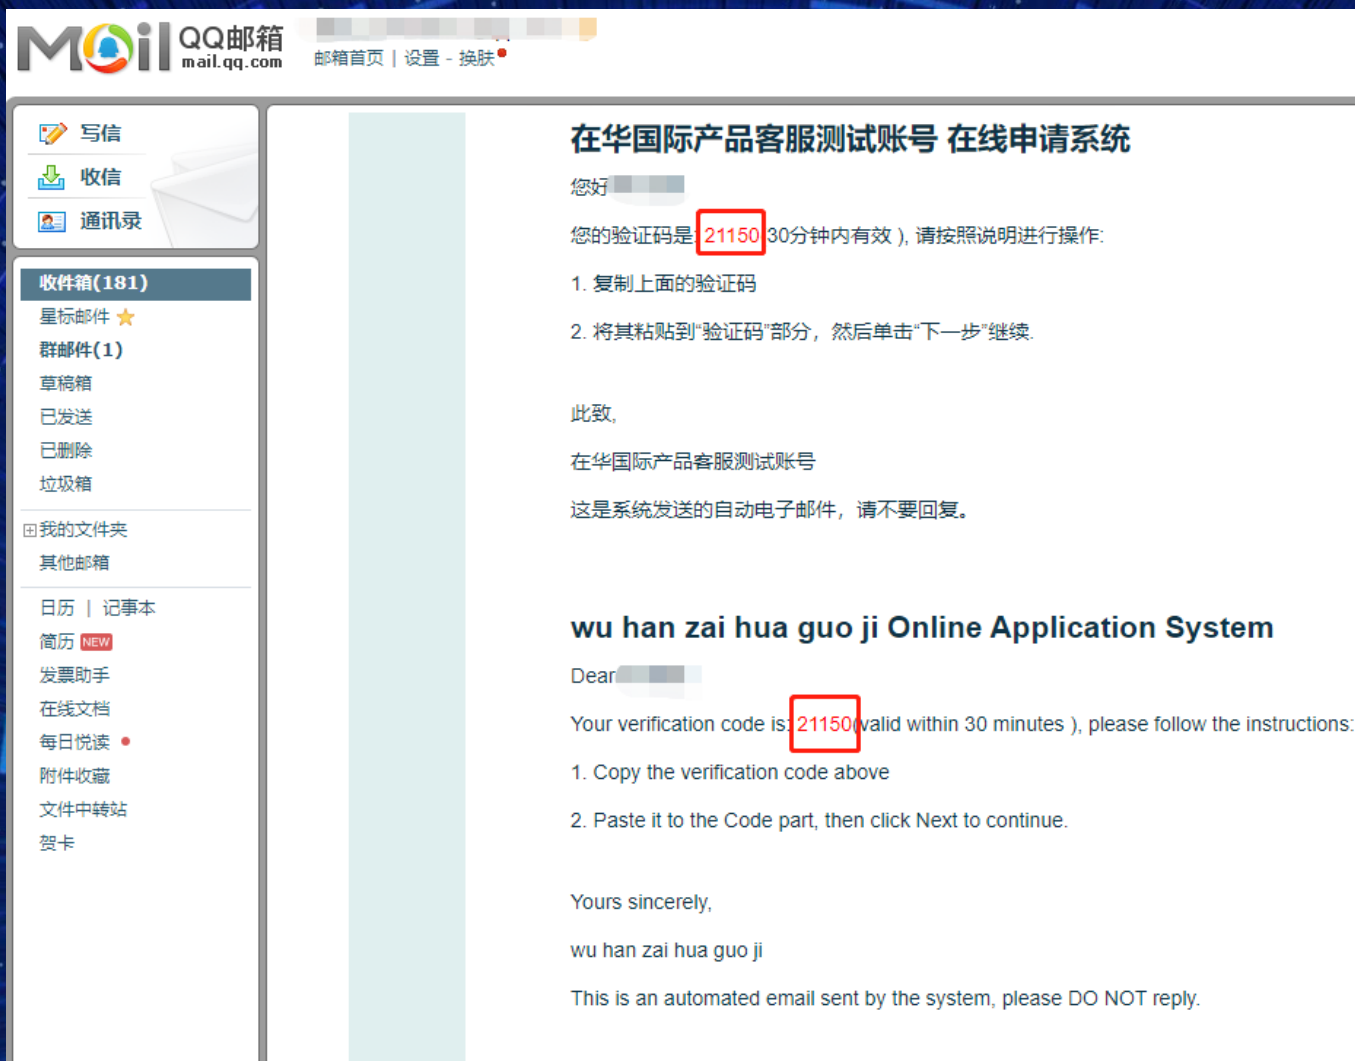 MOil QQ邮箱
mail.qq.com
邮箱首页 | 设置 - 换肤
写信
收信
通讯录
收件箱(181)
星标邮件
群邮件(1)
草稿箱
已发送
已删除
垃圾箱
我的文件夹
其他邮箱
日历 | 记事本
简历 NEW
发票助手
在线文档
每日悦读
附件收藏
文件中转站
贺卡
在华国际产品客服测试账号 在线申请系统
您好
您的验证码是: 21150 30分钟内有效 ), 请按照说明进行操作:
1. 复制上面的验证码
2. 将其粘贴到“验证码”部分，然后单击“下一步”继续.
此致,
在华国际产品客服测试账号
这是系统发送的自动电子邮件，请不要回复。
wu han zai hua guo ji Online Application System
Dear
Your verification code is: 21150(valid within 30 minutes ), please follow the instructions:
1. Copy the verification code above
2. Paste it to the Code part, then click Next to continue.
Yours sincerely,
wu han zai hua guo ji
This is an automated email sent by the system, please DO NOT reply.